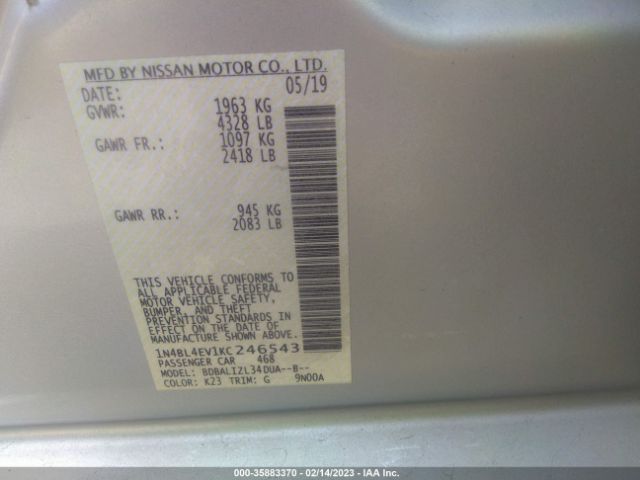 MFD BY NISSAN MOTOR CO., LTD.
DATE: 05/19
GVWR: 1963 KG
4328 LB
GAWR FR.: 1097 KG
2418 LB
GAWR RR.: 945 KG
2083 LB
THIS VEHICLE CONFORMS TO
ALL APPLICABLE FEDERAL
MOTOR VEHICLE SAFETY,
BUMPER, AND THEFT
PREVENTION STANDARDS IN
EFFECT ON THE DATE OF
MANUFACTURE SHOWN ABOVE.
1N4BL4EV1KC246543
PASSENGER CAR 468
MODEL: BDBALIZL34DUA--B--
COLOR: K23 TRIM: G 9N00A
000-35883370 - 02/14/2023 - IAA Inc.